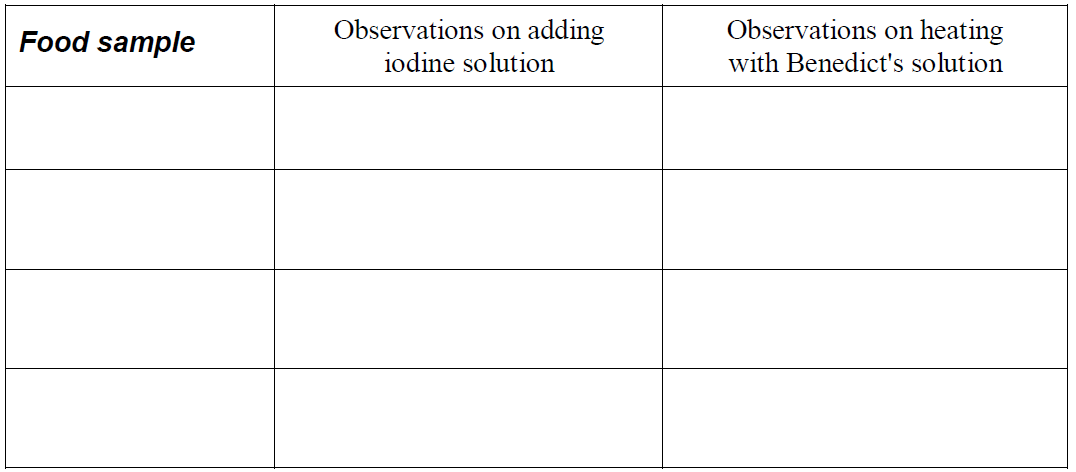 Food sample
Observations on adding
iodine solution
Observations on heating
with Benedict's solution